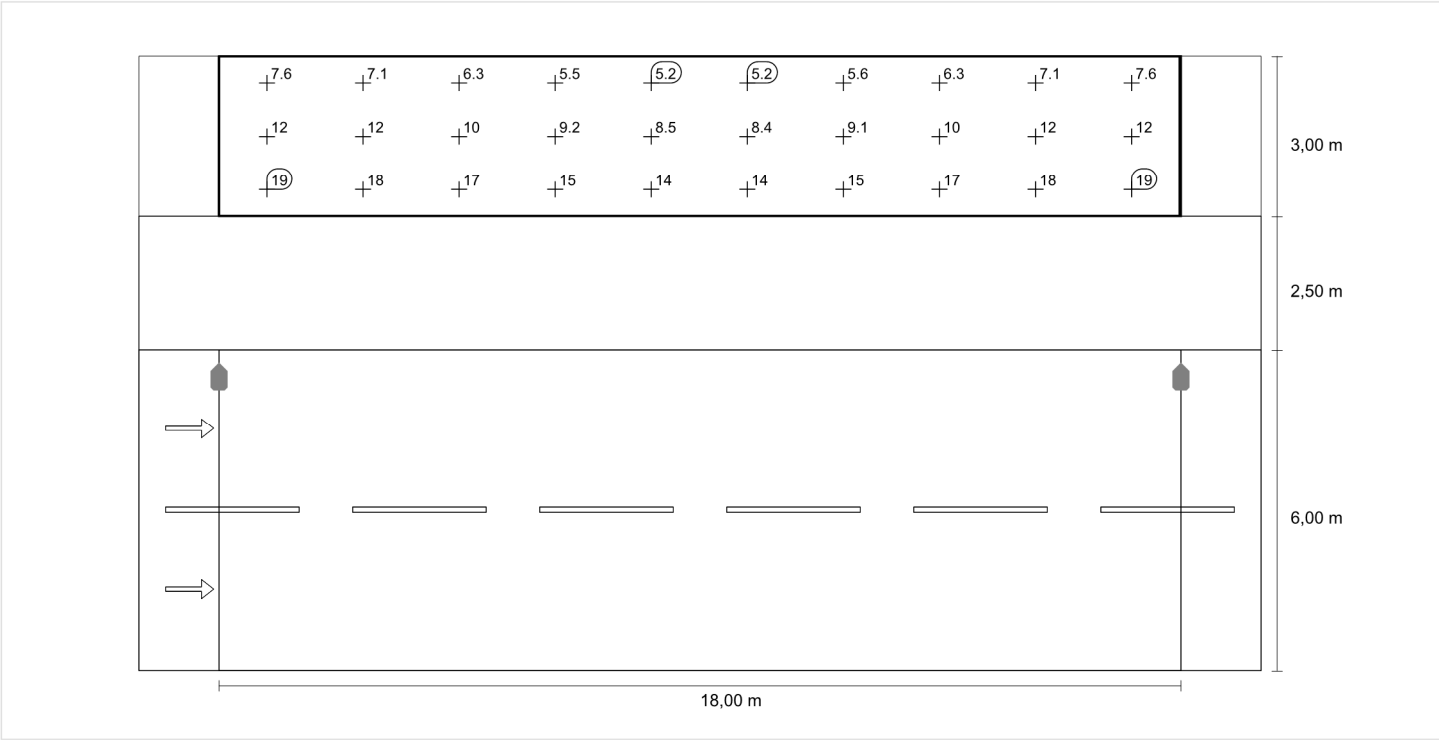 7.6 7.1 6.3 5.5 5.2 5.2 5.6 6.3 7.1 7.6
12 12 10 9.2 8.5 8.4 9.1 10 12 12
3,00 m
19 18 17 15 14 14 15 17 18 19
2,50 m
6,00 m
18,00 m